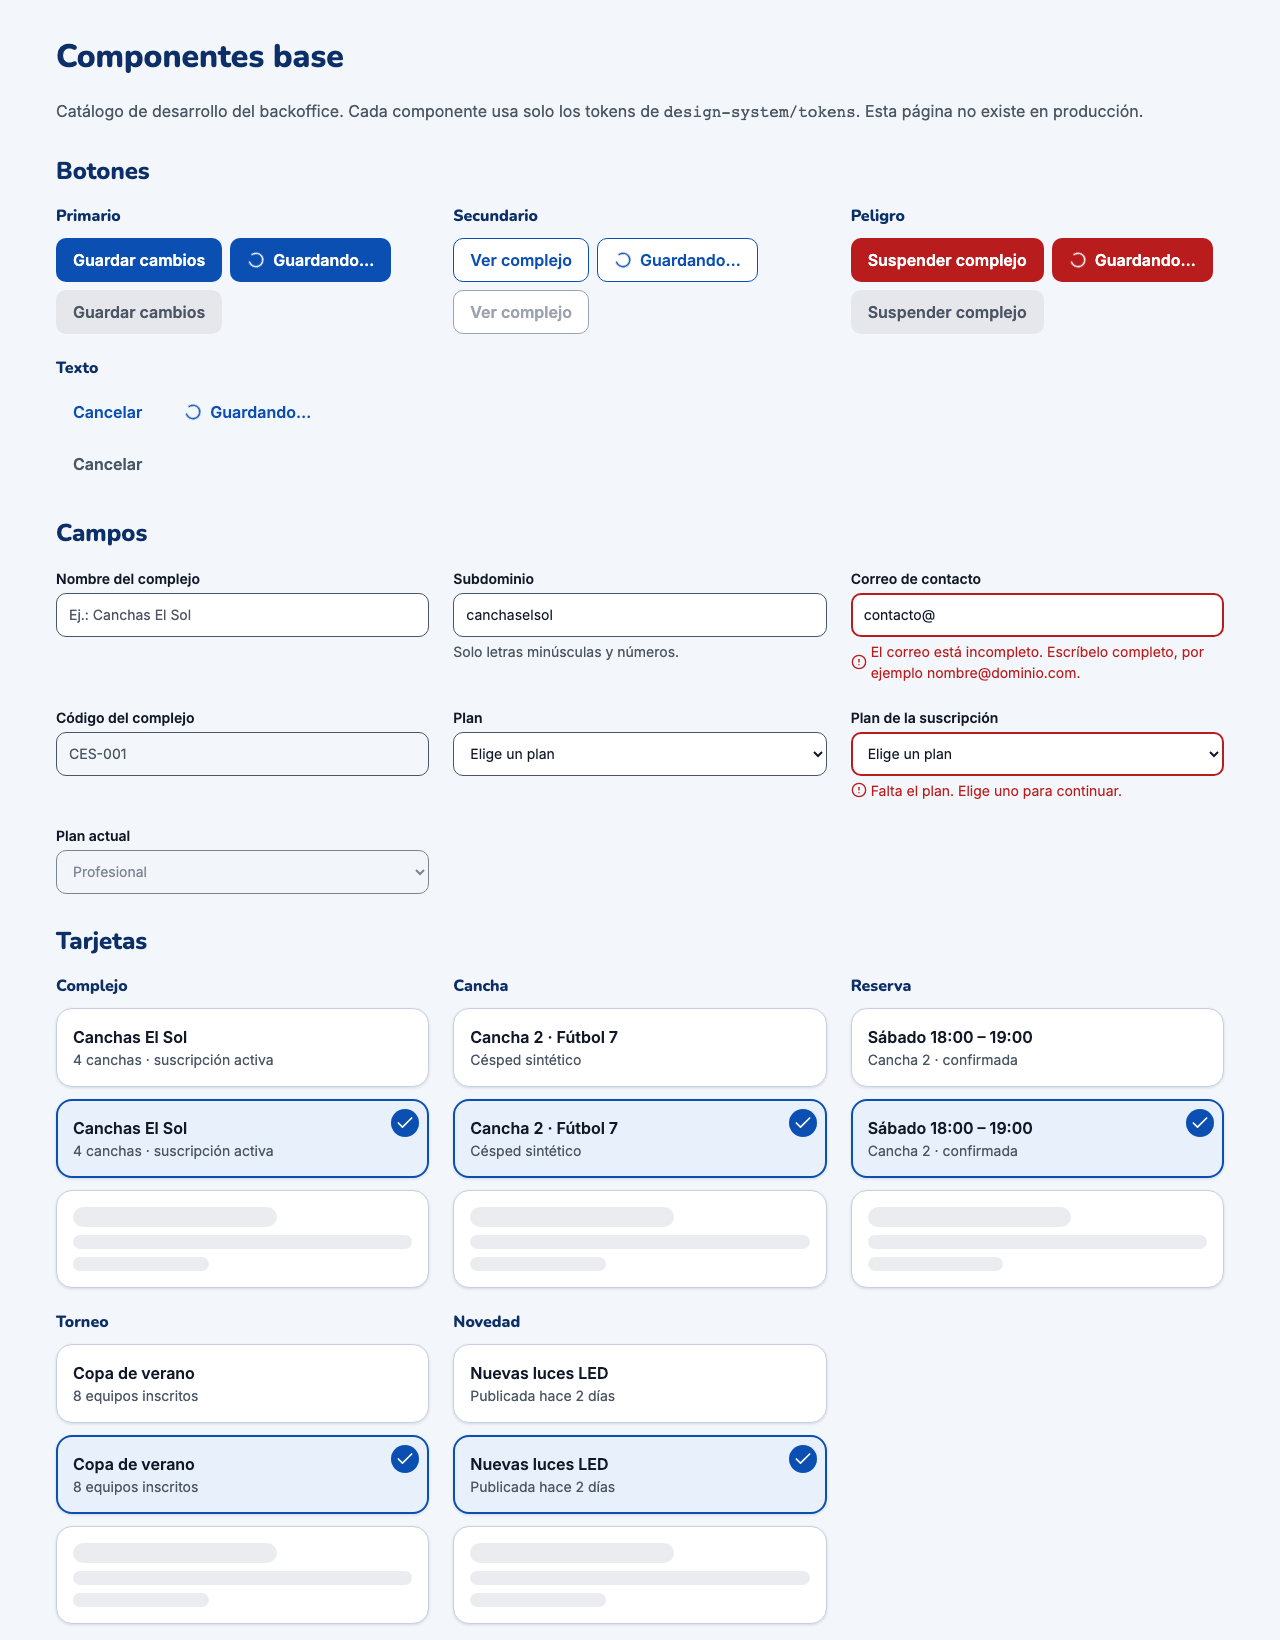 Componentes base
Catálogo de desarrollo del backoffice. Cada componente usa solo los tokens de design-system/tokens. Esta página no existe en producción.
Botones
Primario
Guardar cambios
Guardando...
Guardar cambios
Secundario
Ver complejo
Guardando...
Ver complejo
Peligro
Suspender complejo
Guardando...
Suspender complejo
Texto
Cancelar
Guardando...
Cancelar
Campos
Nombre del complejo
Ej.: Canchas El Sol
Subdominio
canchaselsol
Solo letras minúsculas y números.
Correo de contacto
contacto@
El correo está incompleto. Escríbelo completo, por
ejemplo nombre@dominio.com.
Código del complejo
CES-001
Plan
Elige un plan
Plan de la suscripción
Elige un plan
Falta el plan. Elige uno para continuar.
Plan actual
Profesional
Tarjetas
Complejo
Canchas El Sol
4 canchas · suscripción activa
Canchas El Sol
4 canchas · suscripción activa
Cancha
Cancha 2 · Fútbol 7
Césped sintético
Cancha 2 · Fútbol 7
Césped sintético
Reserva
Sábado 18:00 – 19:00
Cancha 2 · confirmada
Sábado 18:00 – 19:00
Cancha 2 · confirmada
Torneo
Copa de verano
8 equipos inscritos
Copa de verano
8 equipos inscritos
Novedad
Nuevas luces LED
Publicada hace 2 días
Nuevas luces LED
Publicada hace 2 días